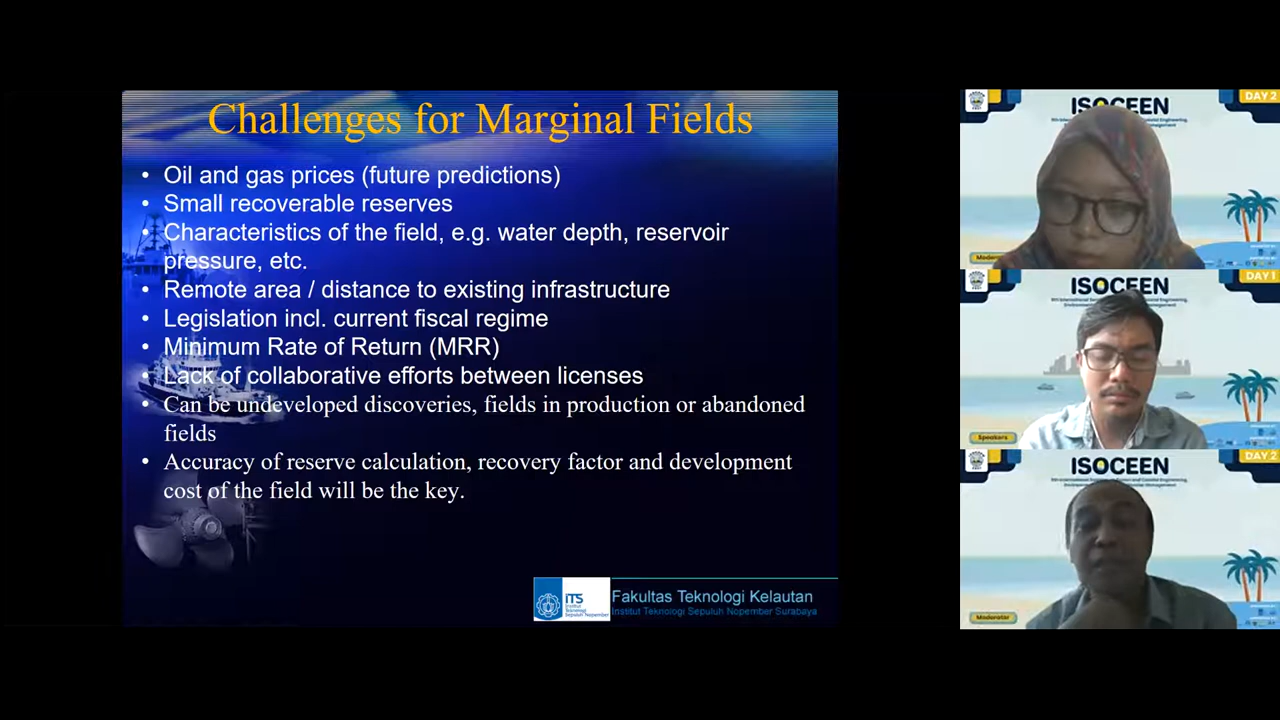 Challenges for Marginal Fields
• Oil and gas prices (future predictions)
• Small recoverable reserves
• Characteristics of the field, e.g. water depth, reservoir
pressure, etc.
• Remote area / distance to existing infrastructure
• Legislation incl. current fiscal regime
• Minimum Rate of Return (MRR)
• Lack of collaborative efforts between licenses
• Can be undeveloped discoveries, fields in production or abandoned
fields
• Accuracy of reserve calculation, recovery factor and development
cost of the field will be the key.
ITS
Institut
Teknologi
Sepuluh Nopember
Fakultas Teknologi Kelautan
Institut Teknologi Sepuluh Nopember Surabaya
DAY 2
ISOCEEN
DAY 1
ISOCEEN
Speakers
DAY 2
ISOCEEN
Moderator